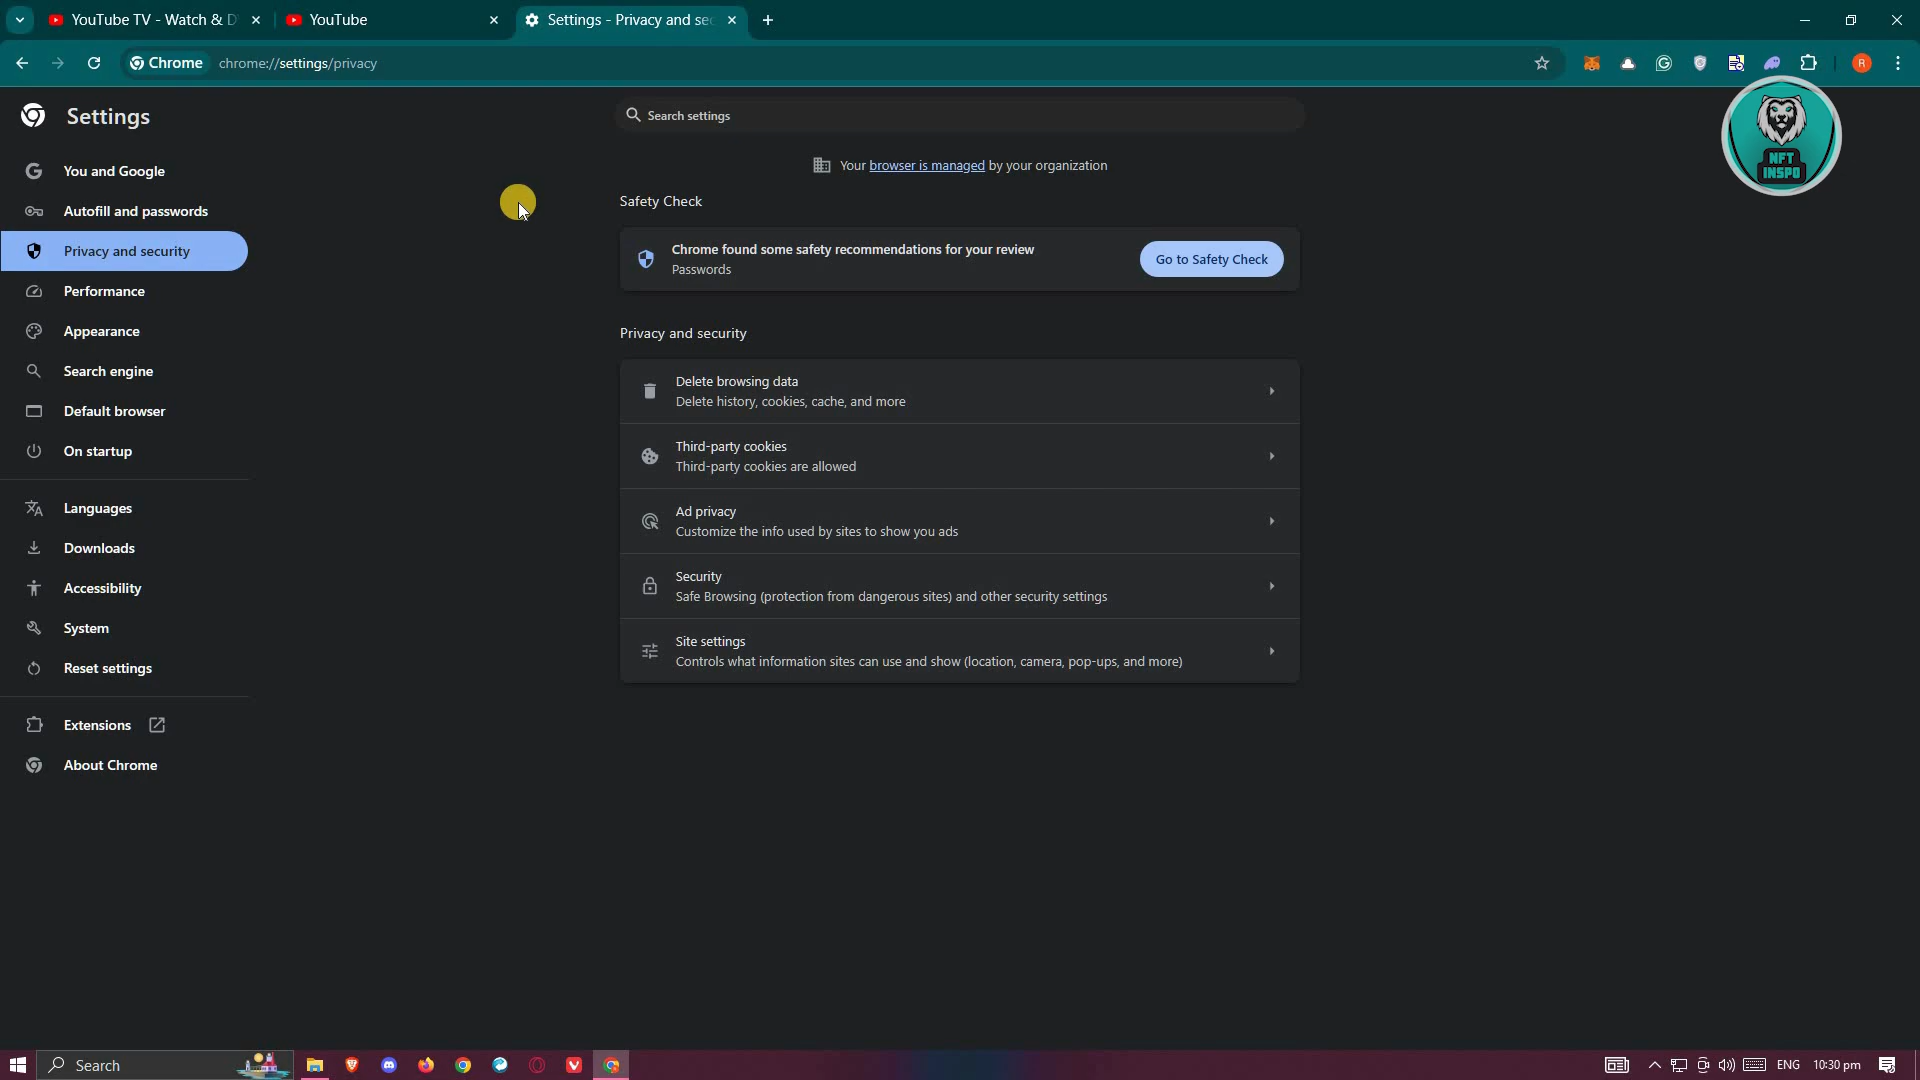 YouTube TV - Watch & D
YouTube
Settings - Privacy and sec
Chrome
chrome://settings/privacy
R
Settings
Search settings
NFT
INSPO
Your browser is managed by your organization
You and Google
Autofill and passwords
Privacy and security
Performance
Appearance
Search engine
Default browser
On startup
Languages
Downloads
Accessibility
System
Reset settings
Extensions
About Chrome
Safety Check
Chrome found some safety recommendations for your review
Passwords
Go to Safety Check
Privacy and security
Delete browsing data
Delete history, cookies, cache, and more
Third-party cookies
Third-party cookies are allowed
Ad privacy
Customize the info used by sites to show you ads
Security
Safe Browsing (protection from dangerous sites) and other security settings
Site settings
Controls what information sites can use and show (location, camera, pop-ups, and more)
Search
ENG
10:30 pm